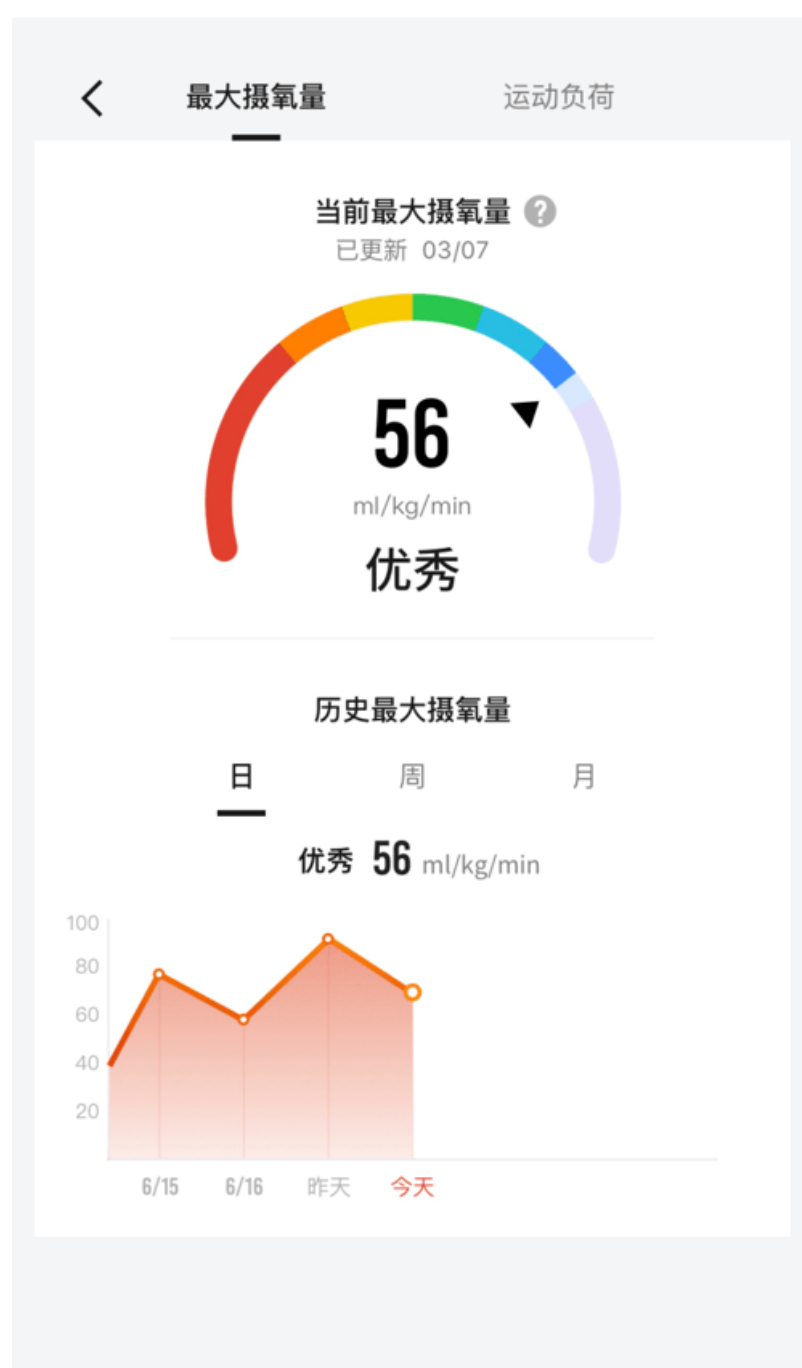 最大摄氧量 运动负荷
当前最大摄氧量 ?
已更新 03/07
56
ml/kg/min
优秀
历史最大摄氧量
日 周 月
优秀 56 ml/kg/min
100
80
60
40
20
6/15 6/16 昨天 今天